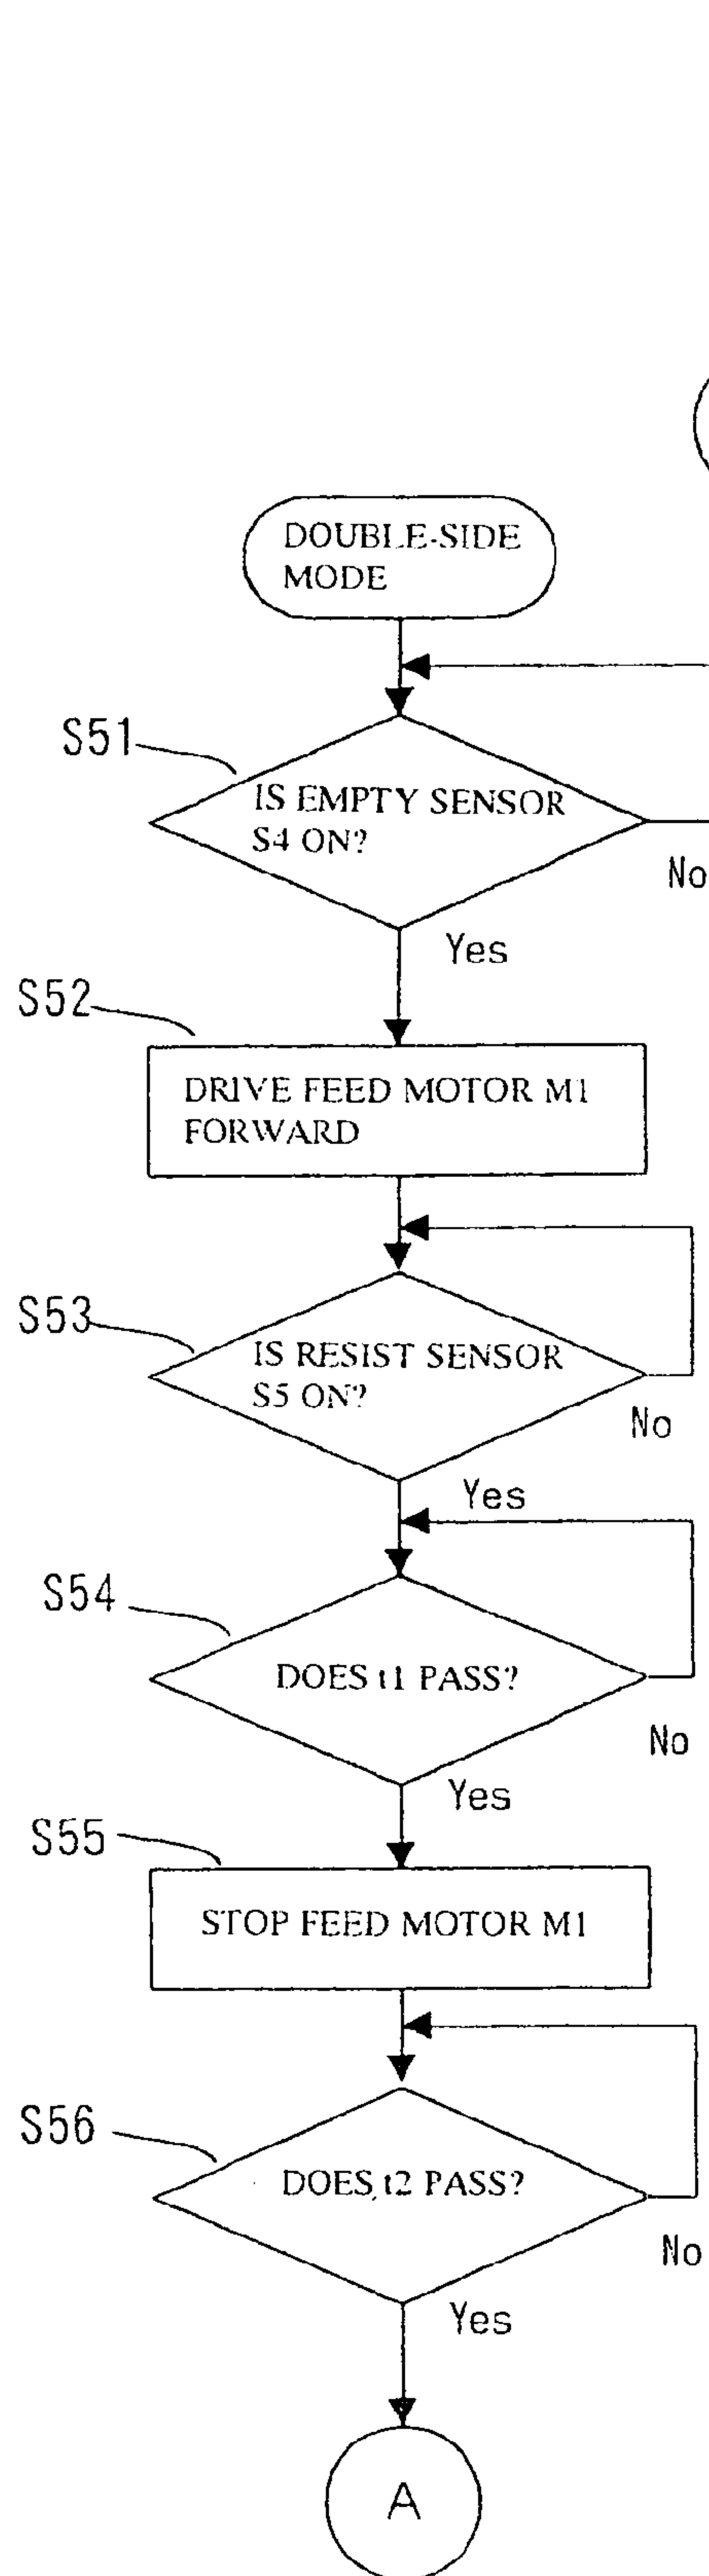 DOUBLE-SIDE
MODE
S51
IS EMPTY SENSOR
S4 ON?
No
Yes
S52
DRIVE FEED MOTOR M1
FORWARD
S53
IS RESIST SENSOR
S5 ON?
No
Yes
S54
DOES t1 PASS?
No
Yes
S55
STOP FEED MOTOR M1
S56
DOES t2 PASS?
No
Yes
A